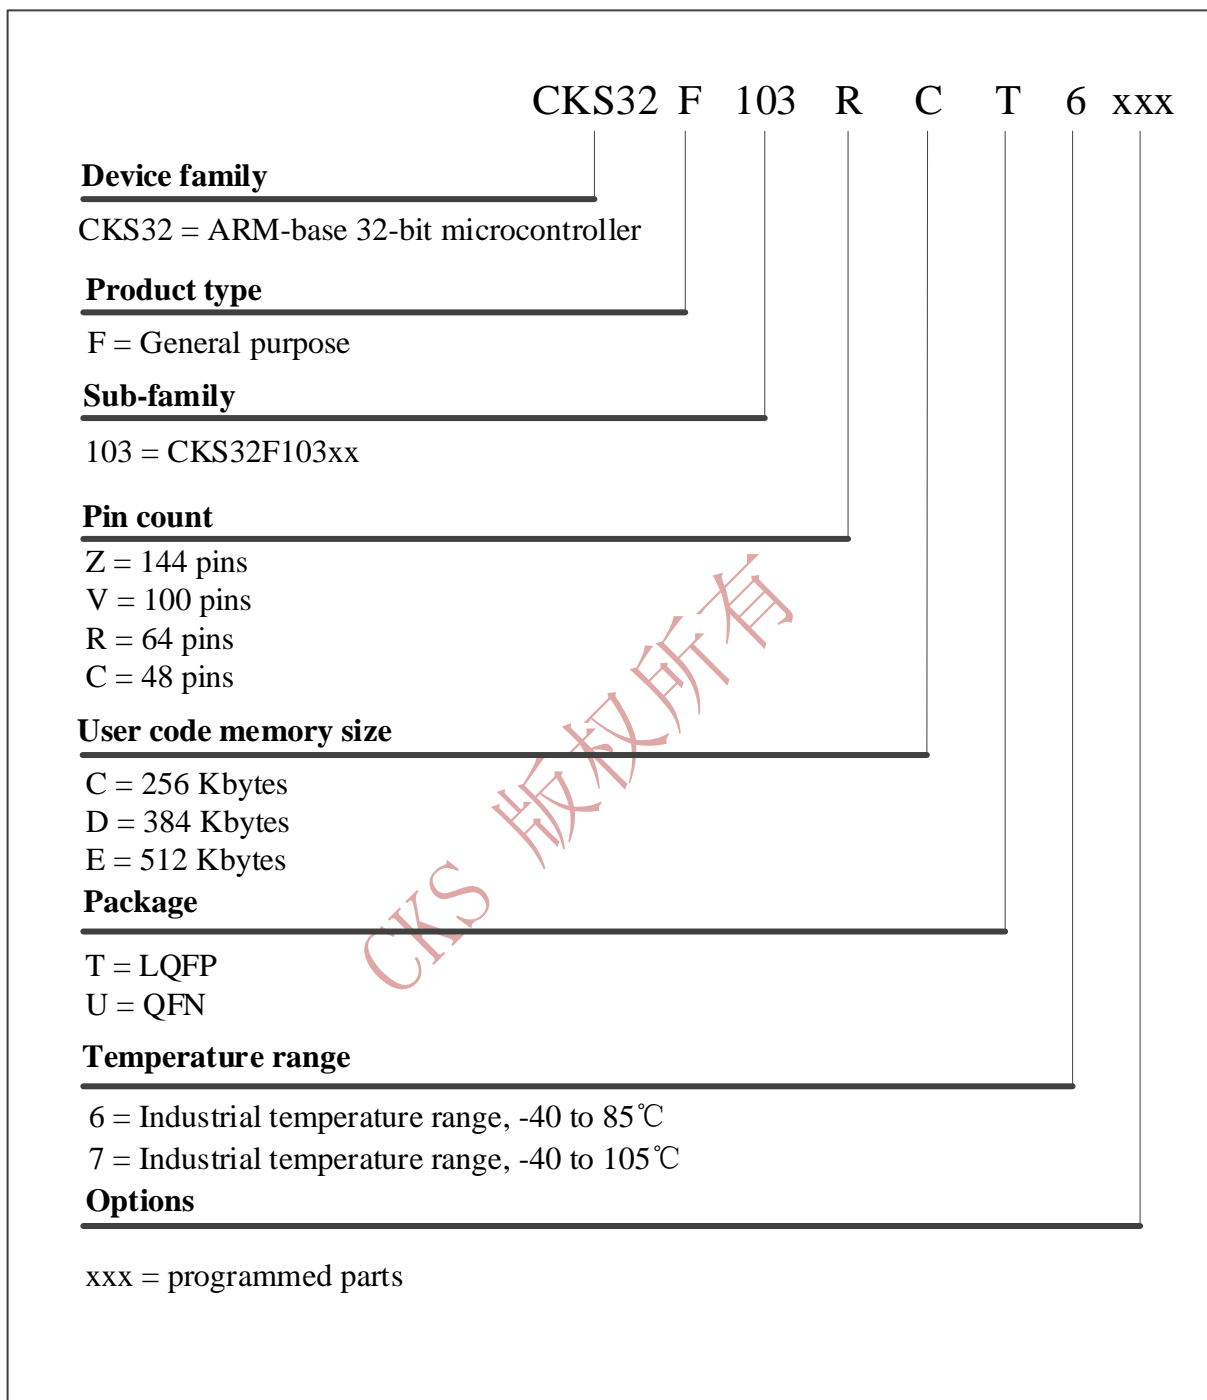 CKS32 F 103 R C T 6 xxx
Device family
CKS32 = ARM-base 32-bit microcontroller
Product type
F = General purpose
Sub-family
103 = CKS32F103xx
Pin count
Z = 144 pins
V = 100 pins
R = 64 pins
C = 48 pins
User code memory size
C = 256 Kbytes
D = 384 Kbytes
E = 512 Kbytes
Package
T = LQFP
U = QFN
Temperature range
6 = Industrial temperature range, -40 to 85℃
7 = Industrial temperature range, -40 to 105℃
Options
xxx = programmed parts
CKS 版权所有